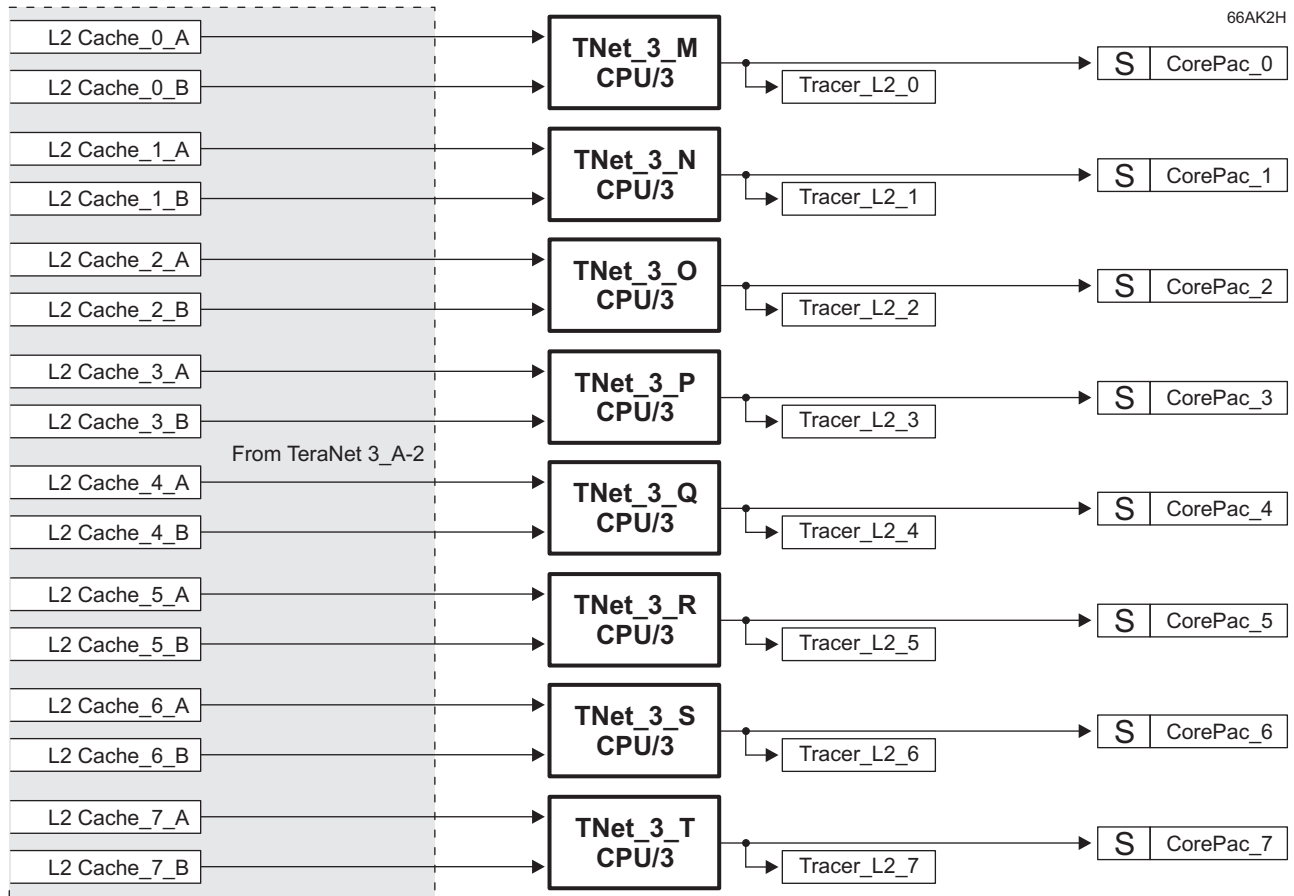 66AK2H
L2 Cache_0_A
L2 Cache_0_B
TNet_3_M
CPU/3
Tracer_L2_0
S CorePac_0
L2 Cache_1_A
L2 Cache_1_B
TNet_3_N
CPU/3
Tracer_L2_1
S CorePac_1
L2 Cache_2_A
L2 Cache_2_B
TNet_3_O
CPU/3
Tracer_L2_2
S CorePac_2
L2 Cache_3_A
L2 Cache_3_B
TNet_3_P
CPU/3
Tracer_L2_3
S CorePac_3
From TeraNet 3_A-2
L2 Cache_4_A
L2 Cache_4_B
TNet_3_Q
CPU/3
Tracer_L2_4
S CorePac_4
L2 Cache_5_A
L2 Cache_5_B
TNet_3_R
CPU/3
Tracer_L2_5
S CorePac_5
L2 Cache_6_A
L2 Cache_6_B
TNet_3_S
CPU/3
Tracer_L2_6
S CorePac_6
L2 Cache_7_A
L2 Cache_7_B
TNet_3_T
CPU/3
Tracer_L2_7
S CorePac_7